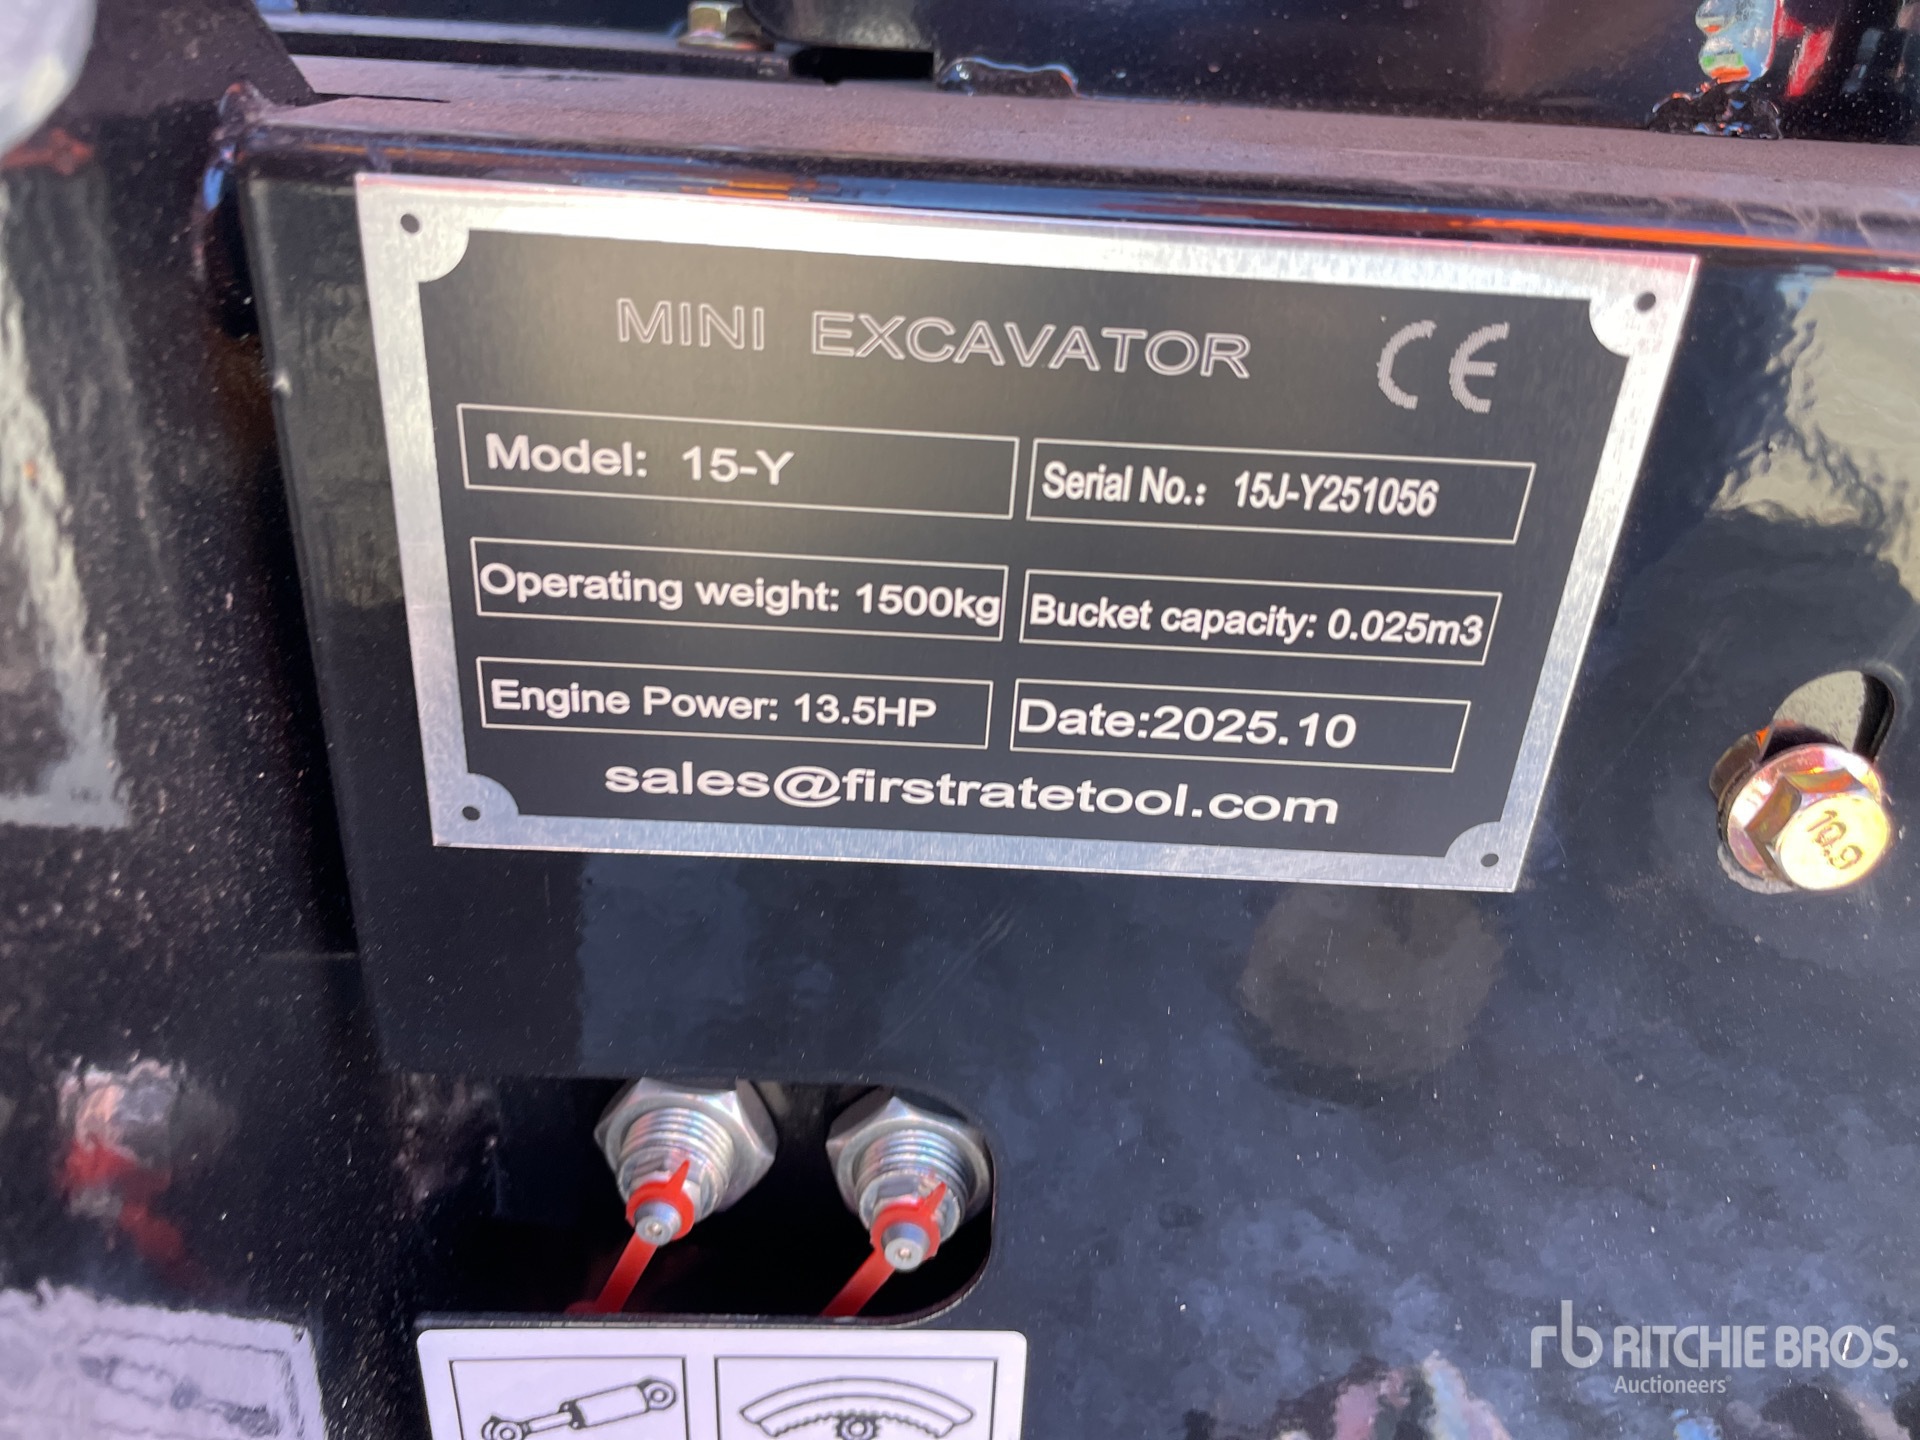 MINI EXCAVATOR CE
Model: 15-Y
Serial No.: 15J-Y251056
Operating weight: 1500kg
Bucket capacity: 0.025m3
Engine Power: 13.5HP
Date:2025.10
sales@firstratetool.com
10.9
rb RITCHIE BROS.
Auctioneers